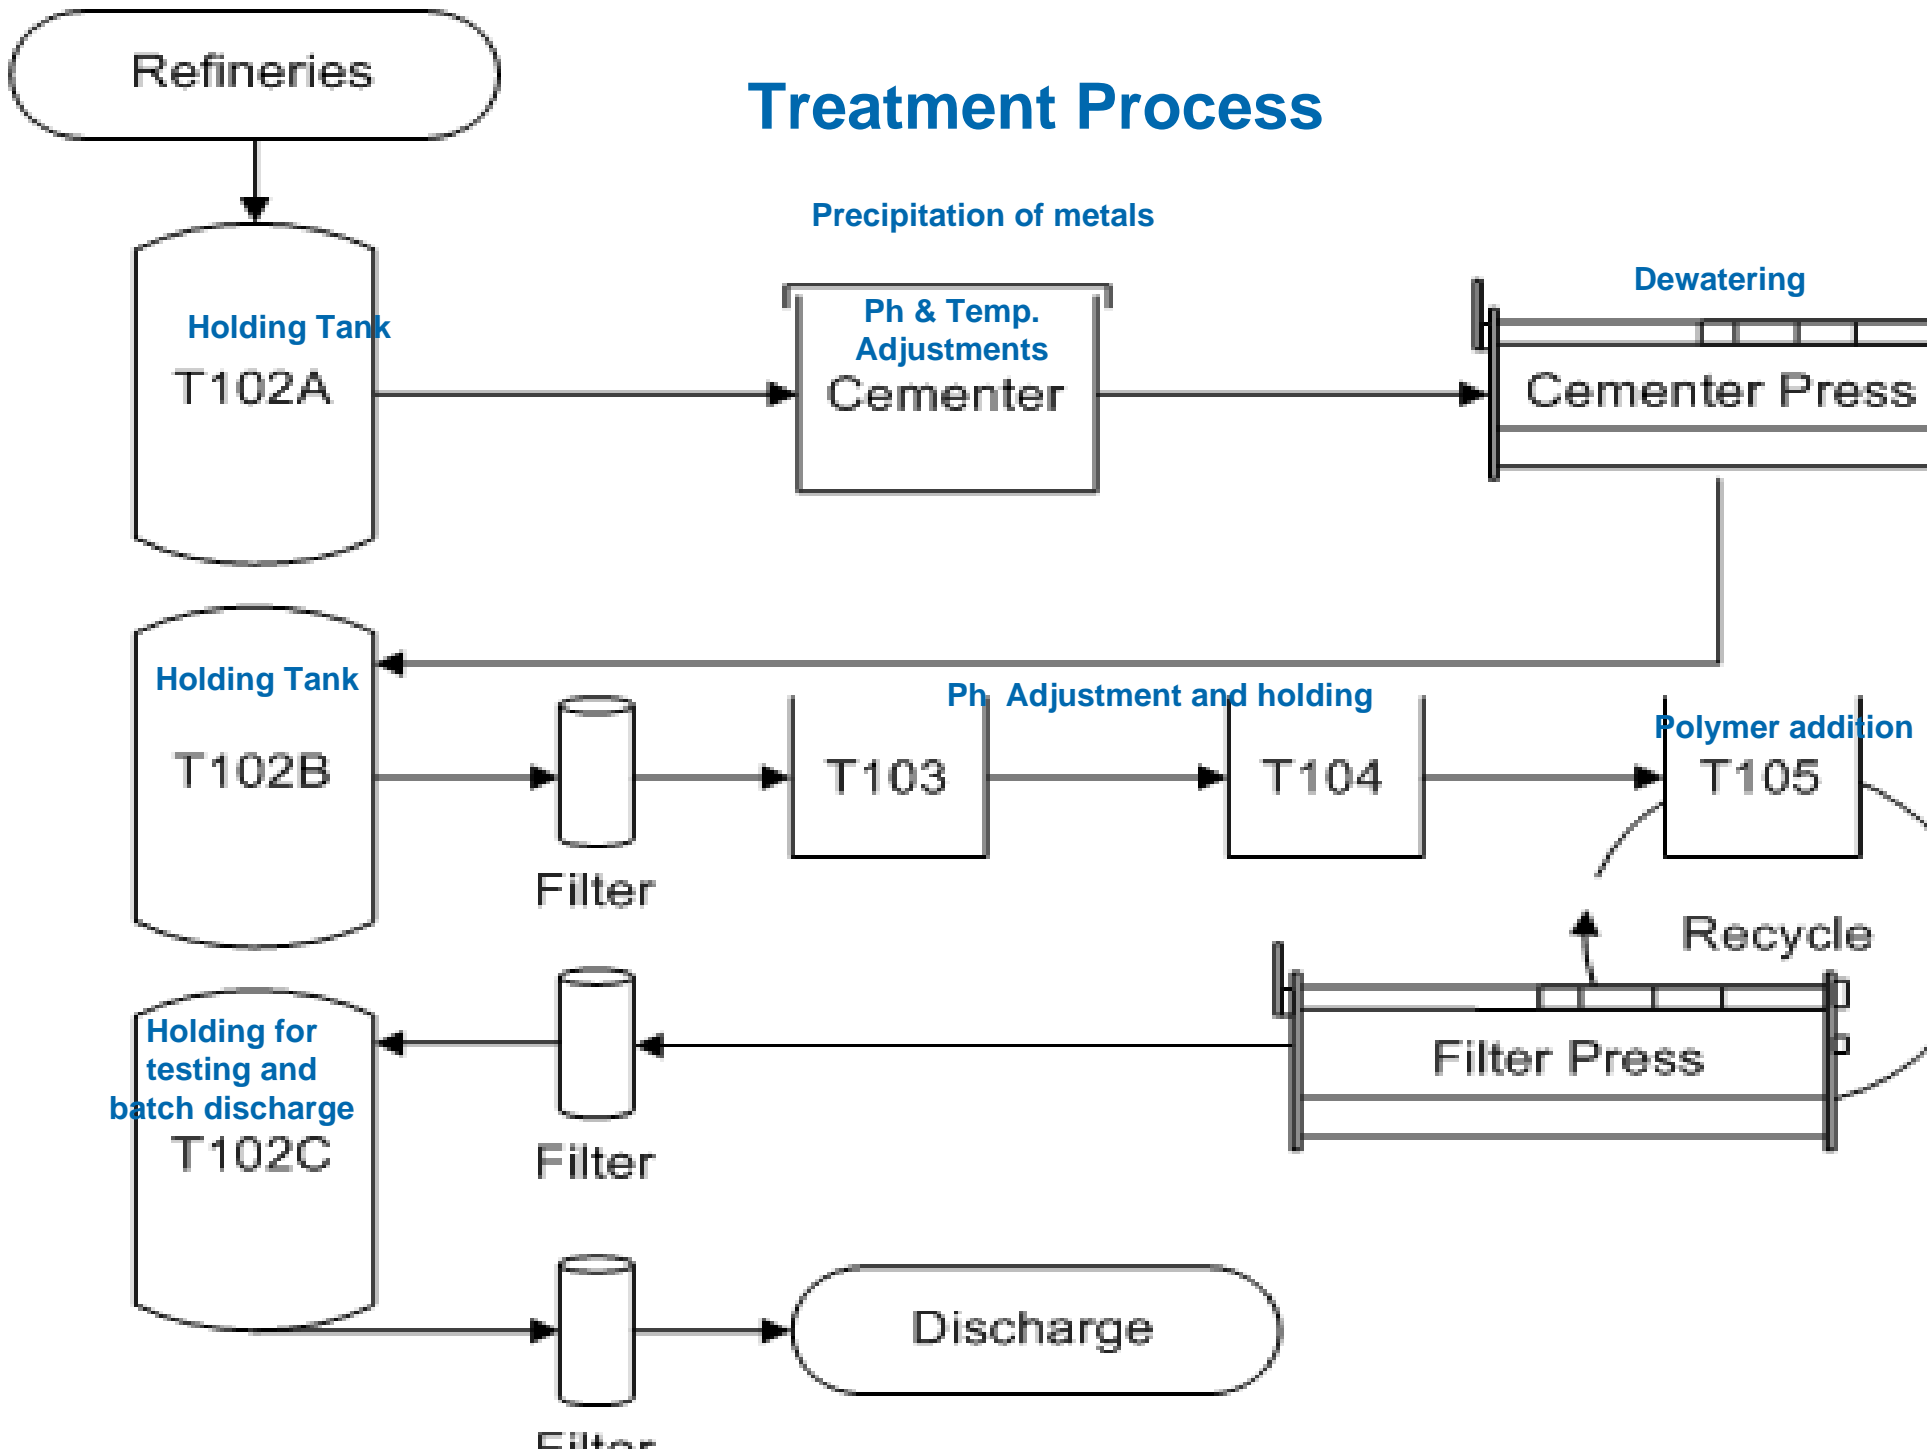 Refineries
Treatment Process
Precipitation of metals
Dewatering
Holding Tank
T102A
Ph & Temp.
Adjustments
Cementer
Cementer Press
Holding Tank
T102B
Filter
Ph  Adjustment and holding
T103
T104
Polymer addition
T105
Recycle
Filter Press
Filter
Holding for
testing and
batch discharge
T102C
Filter
Discharge